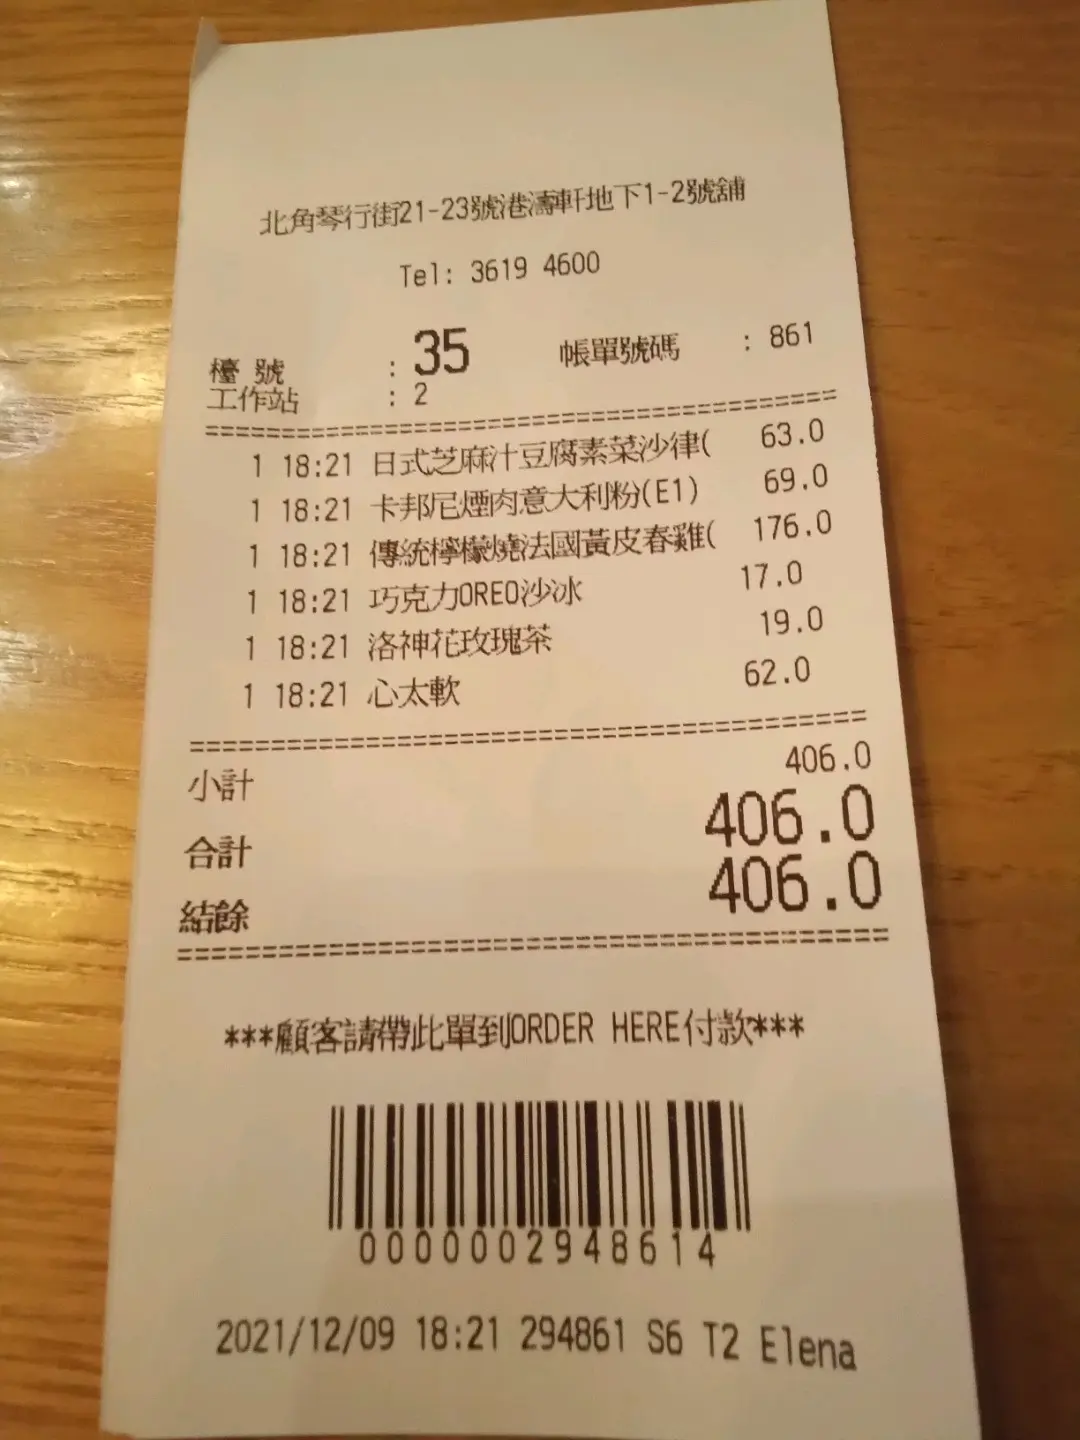 北角琴行街21-23號港濤軒地下1-2號舖
Tel: 3619 4600
檯 號 : 35 帳單號碼 : 861
工作站 : 2
1 18:21 日式芝麻汁豆腐素菜沙律( 63.0
1 18:21 卡邦尼煙肉意大利粉(E1) 69.0
1 18:21 傳統檸檬燒法國黃皮春雞( 176.0
1 18:21 巧克力OREO沙冰 17.0
1 18:21 洛神花玫瑰茶 19.0
1 18:21 心太軟 62.0
小計 406.0
合計 406.0
結餘 406.0
***顧客請帶此單到ORDER HERE付款***
0000002948614
2021/12/09 18:21 294861 S6 T2 Elena